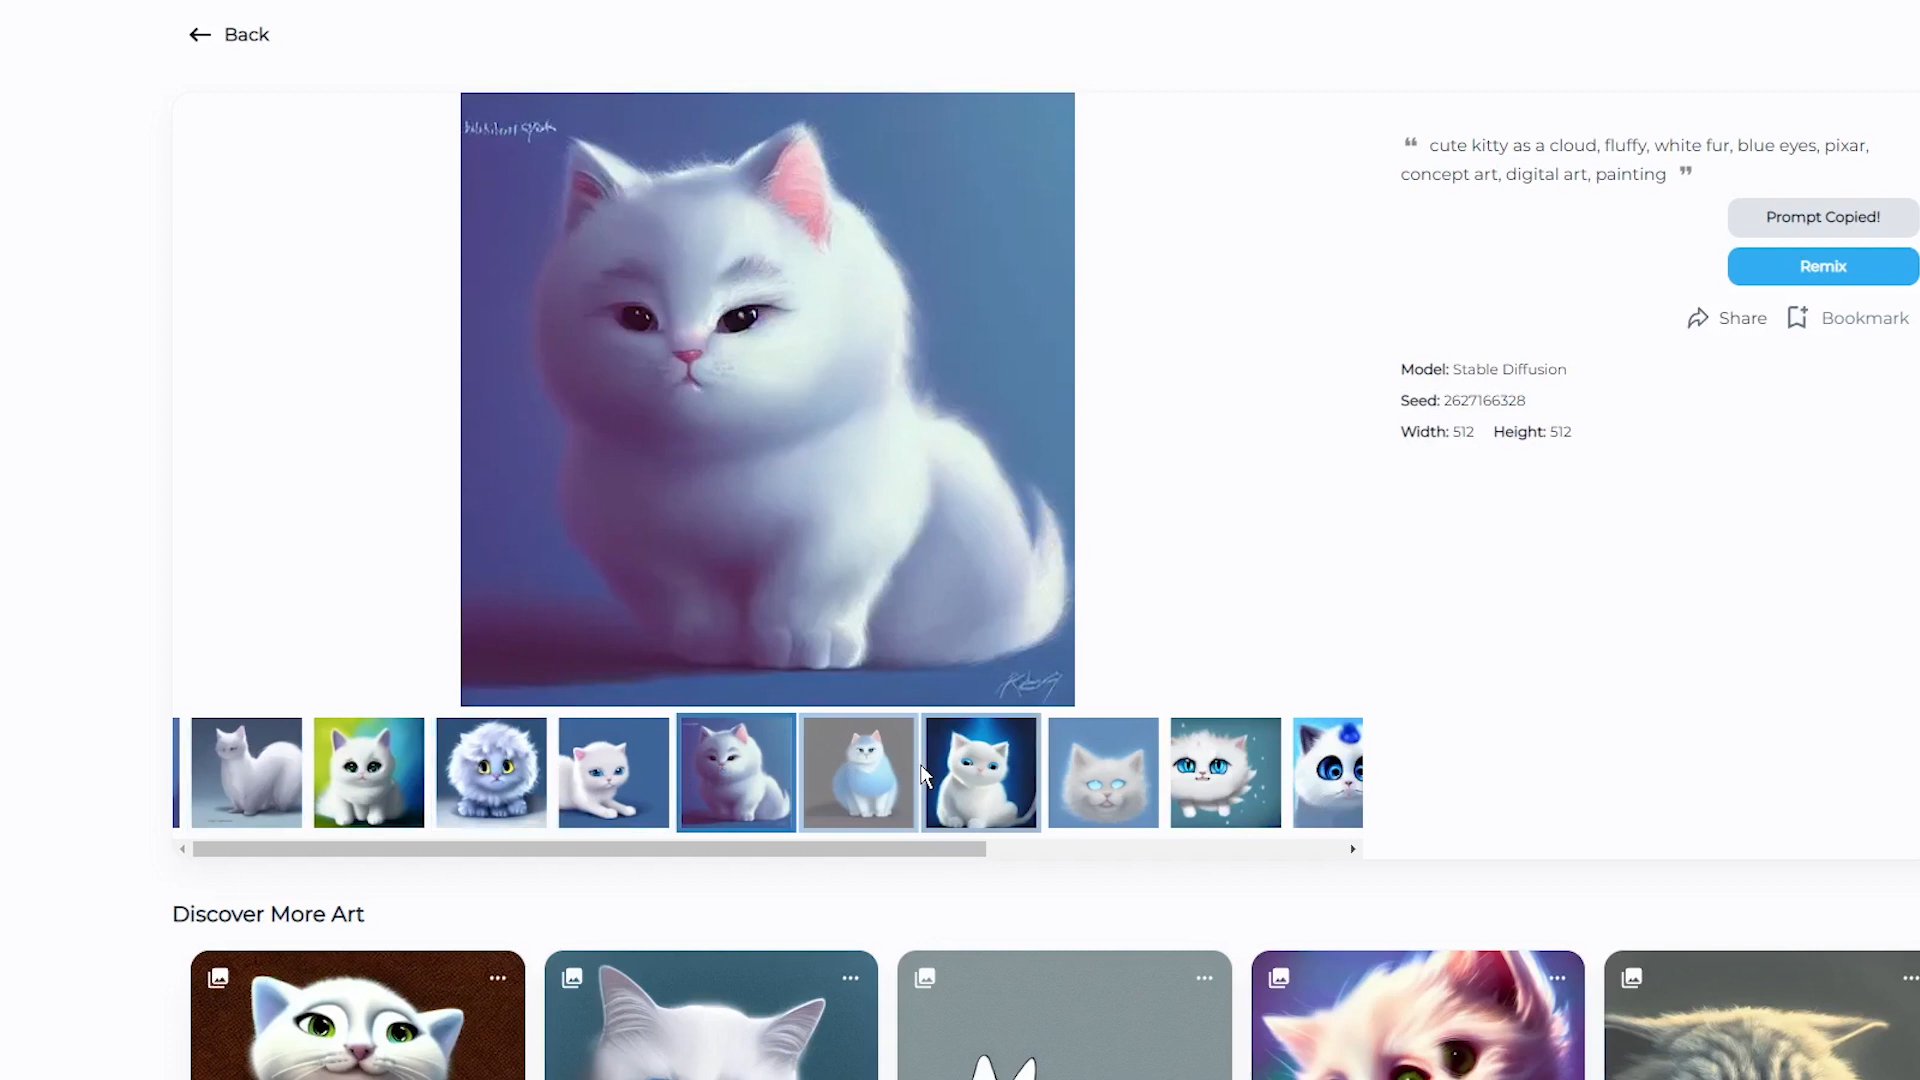 Back
“ cute kitty as a cloud, fluffy, white fur, blue eyes, pixar,
concept art, digital art, painting ”
Prompt Copied!
Remix
Share Bookmark
Model: Stable Diffusion
Seed: 2627166328
Width: 512 Height: 512
Discover More Art